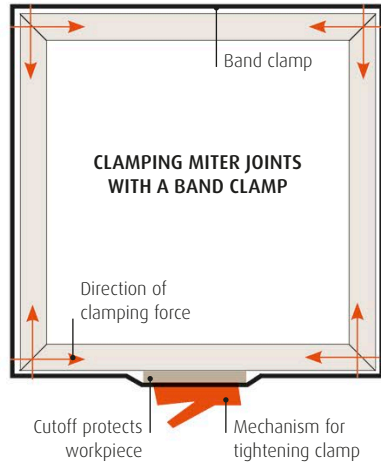 Band clamp
CLAMPING MITER JOINTS
WITH A BAND CLAMP
Direction of
clamping force
Cutoff protects
workpiece
Mechanism for
tightening clamp